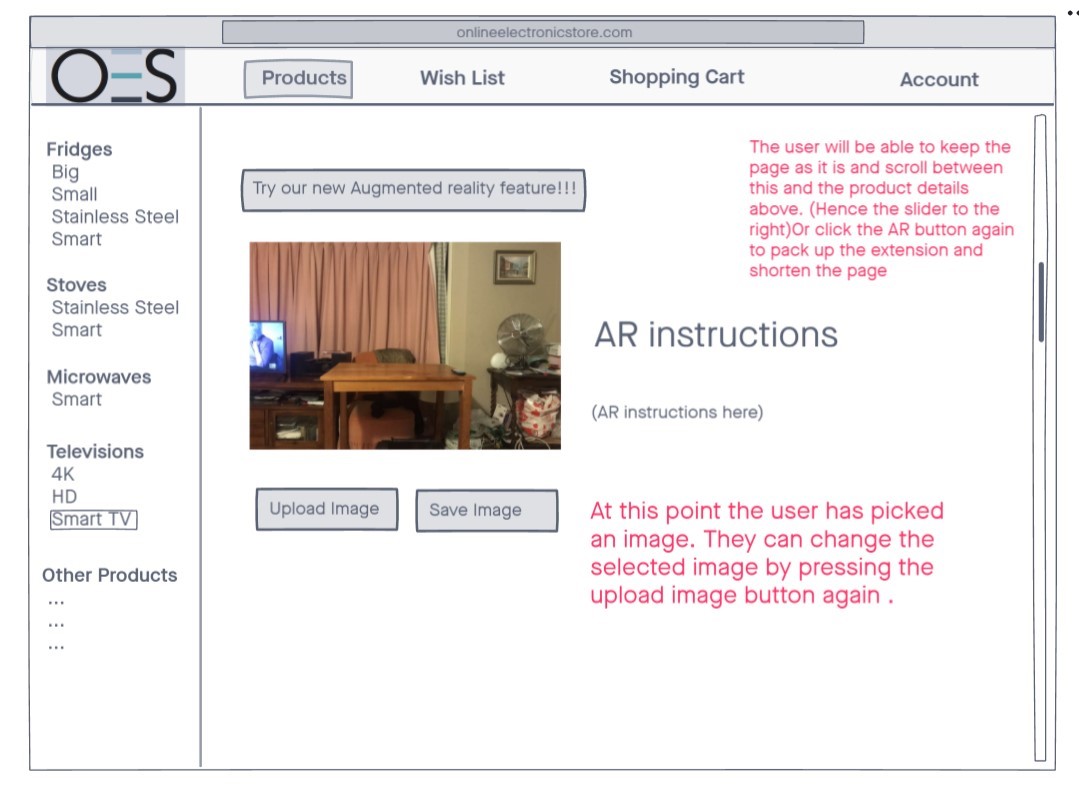 onlineelectronicstore.com
OES
Products
Wish List
Shopping Cart
Account
Fridges
Big
Small
Stainless Steel
Smart
Stoves
Stainless Steel
Smart
Microwaves
Smart
Televisions
4K
HD
Smart TV
Other Products
...
...
...
Try our new Augmented reality feature!!!
The user will be able to keep the
page as it is and scroll between
this and the product details
above. (Hence the slider to the
right)Or click the AR button again
to pack up the extension and
shorten the page
AR instructions
(AR instructions here)
Upload Image
Save Image
At this point the user has picked
an image. They can change the
selected image by pressing the
upload image button again .